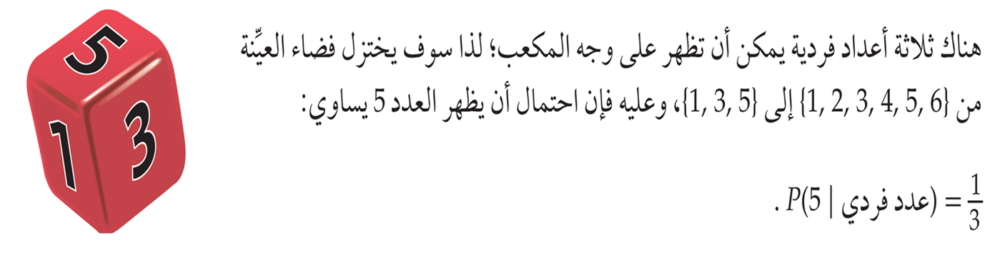 هناك ثلاثة أعداد فردية يمكن أن تظهر على وجه المكعب؛ لذا سوف يختزل فضاء العيِّنة
من {1, 2, 3, 4, 5, 6} إلى {1, 3, 5}، وعليه فإن احتمال أن يظهر العدد 5 يساوي:
P(5 | عدد فردي) = 1/3 .
5
1
3